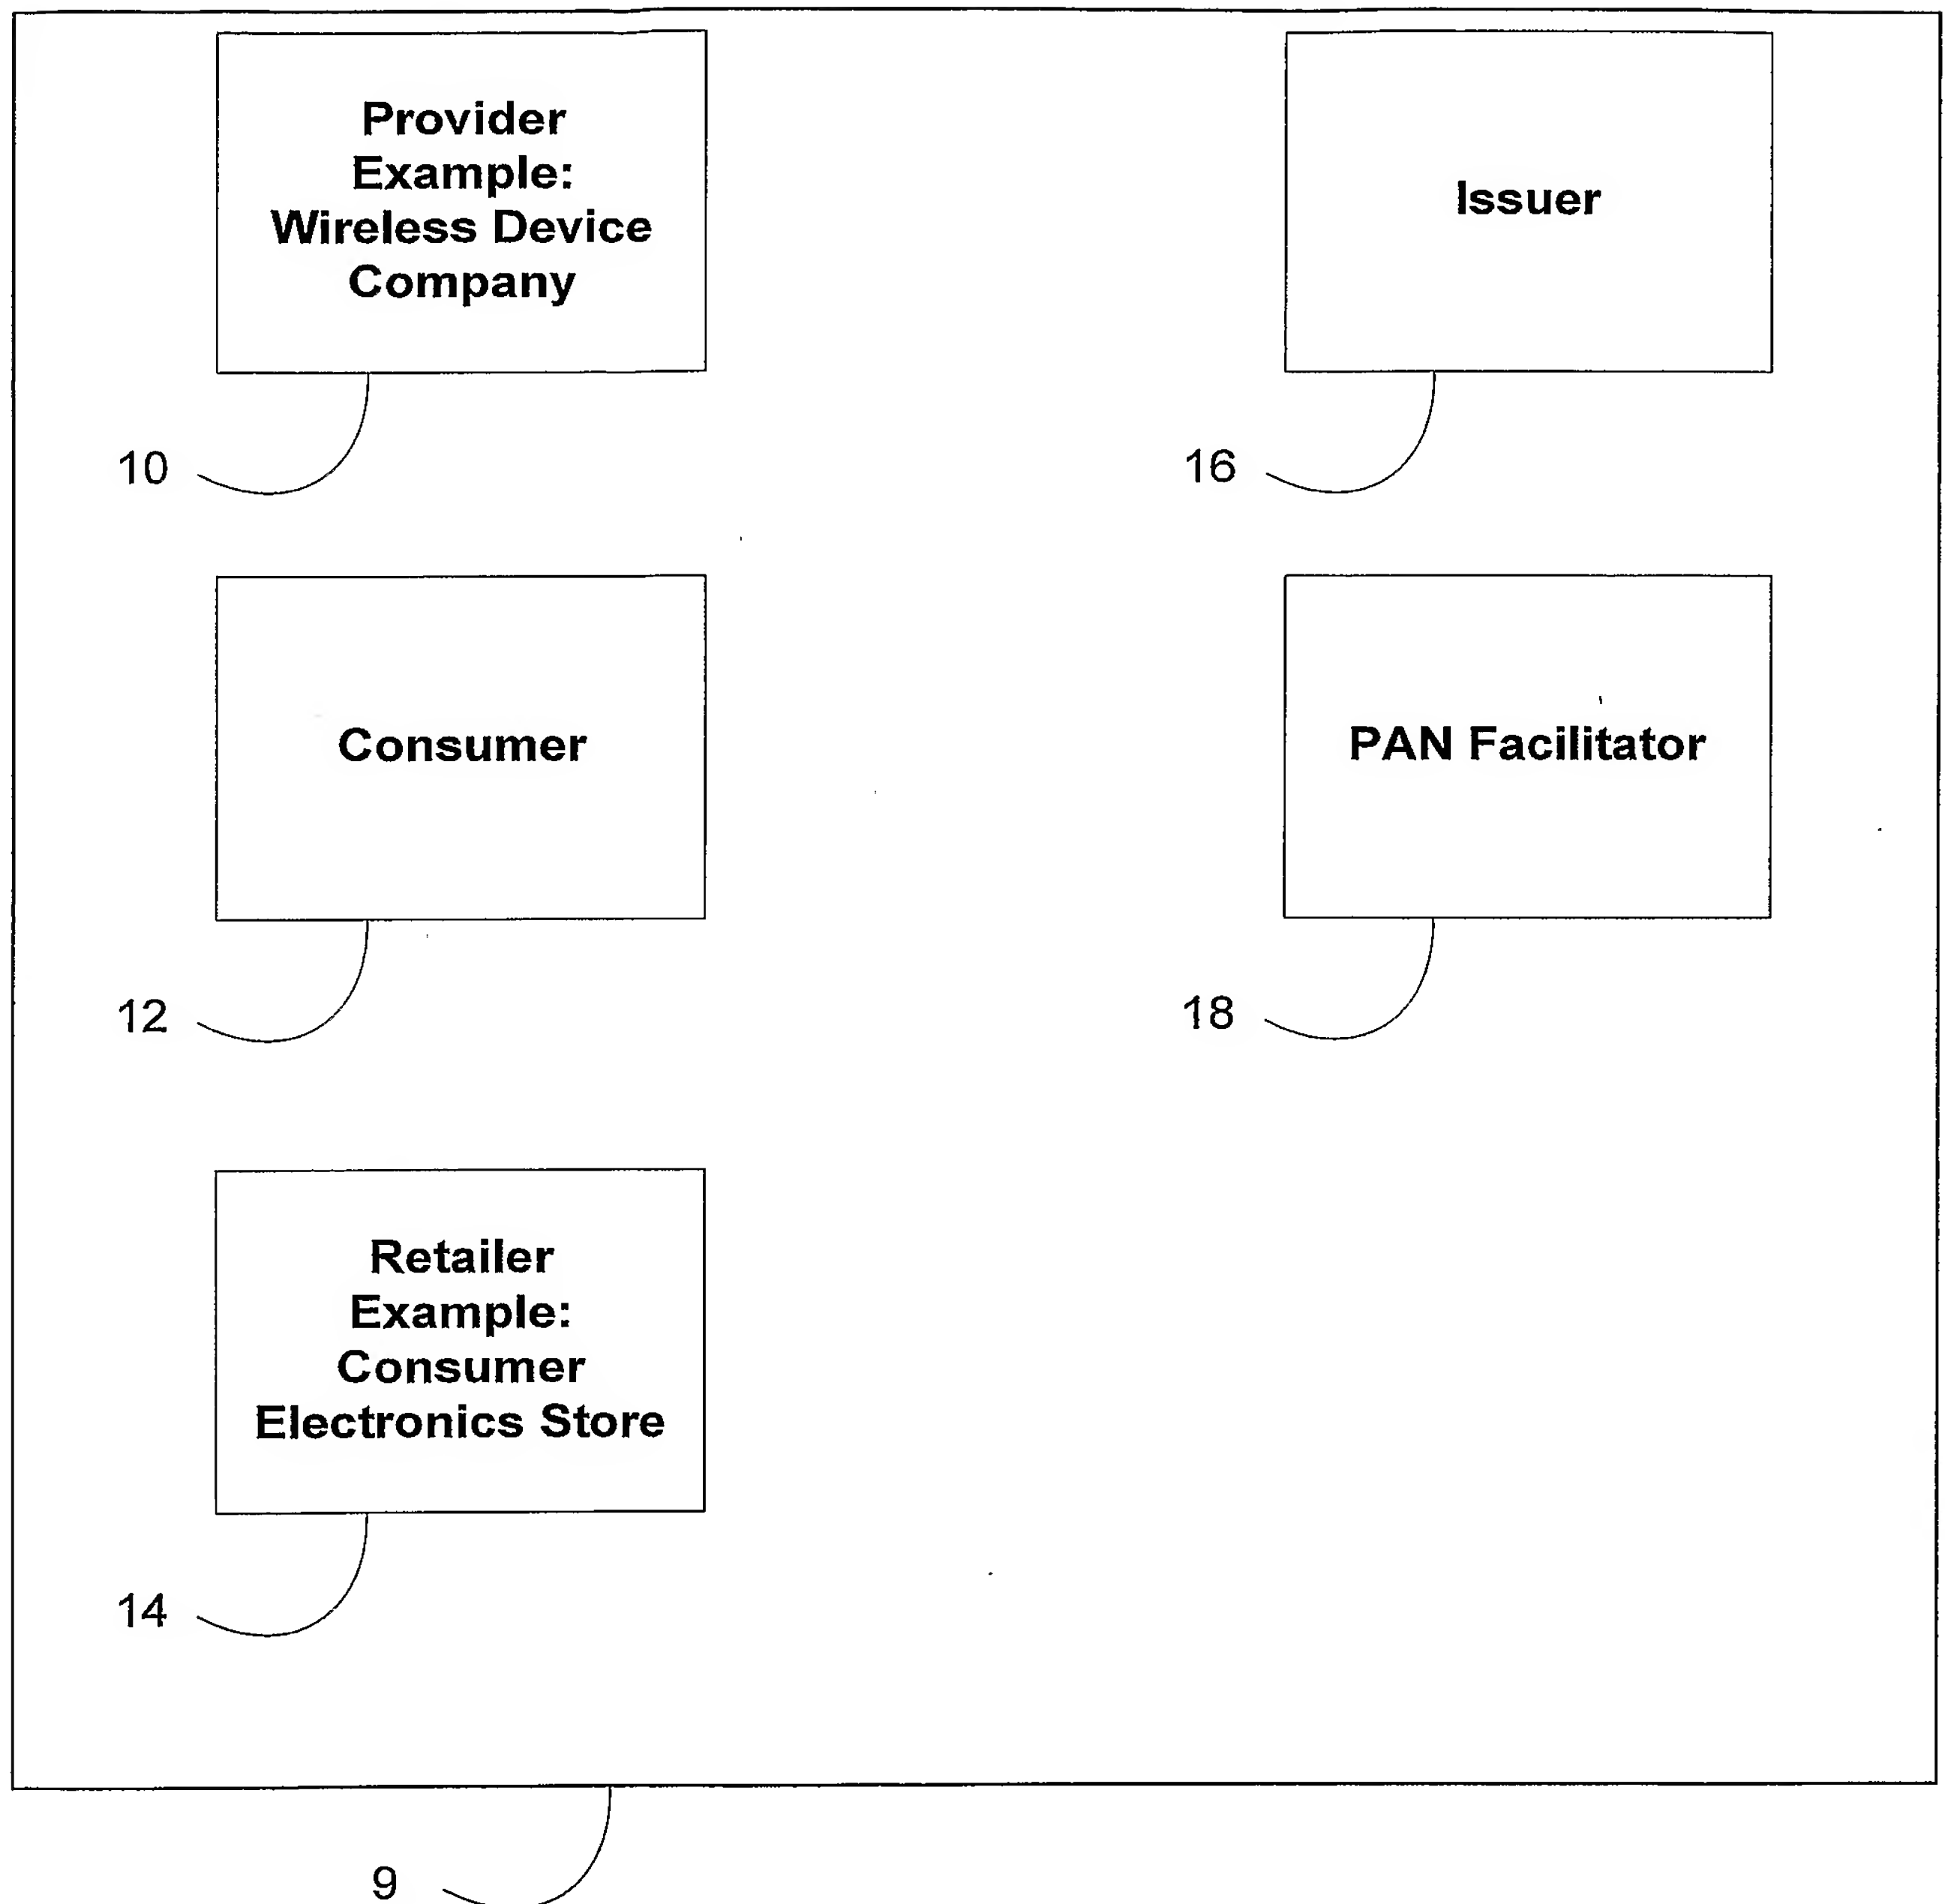 Provider
Example:
Wireless Device
Company
10
Issuer
16
Consumer
12
PAN Facilitator
18
Retailer
Example:
Consumer
Electronics Store
14
9